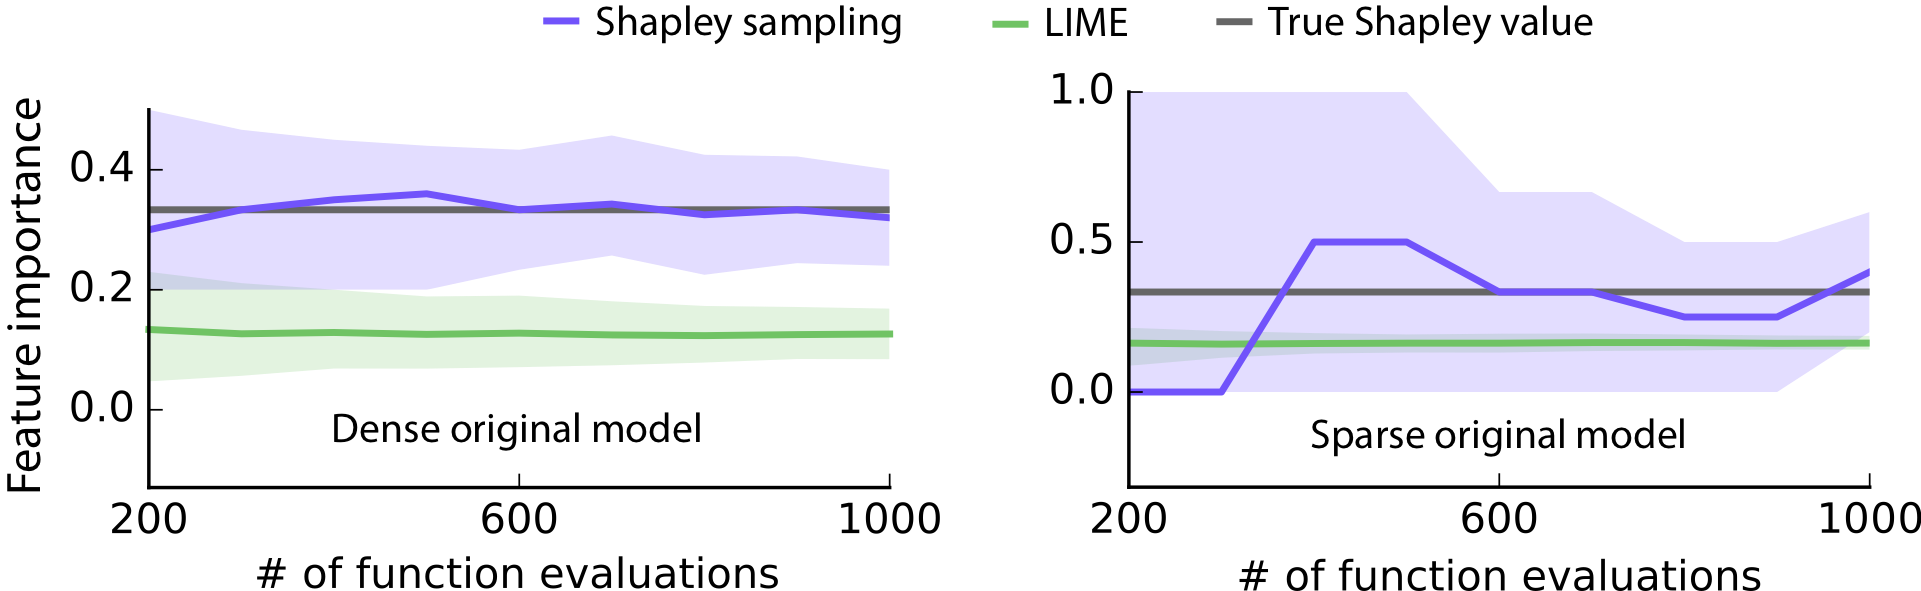 Shapley sampling
LIME
True Shapley value
Feature importance
0.4
0.2
0.0
Dense original model
200
600
1000
# of function evaluations
1.0
0.5
0.0
Sparse original model
200
600
1000
# of function evaluations